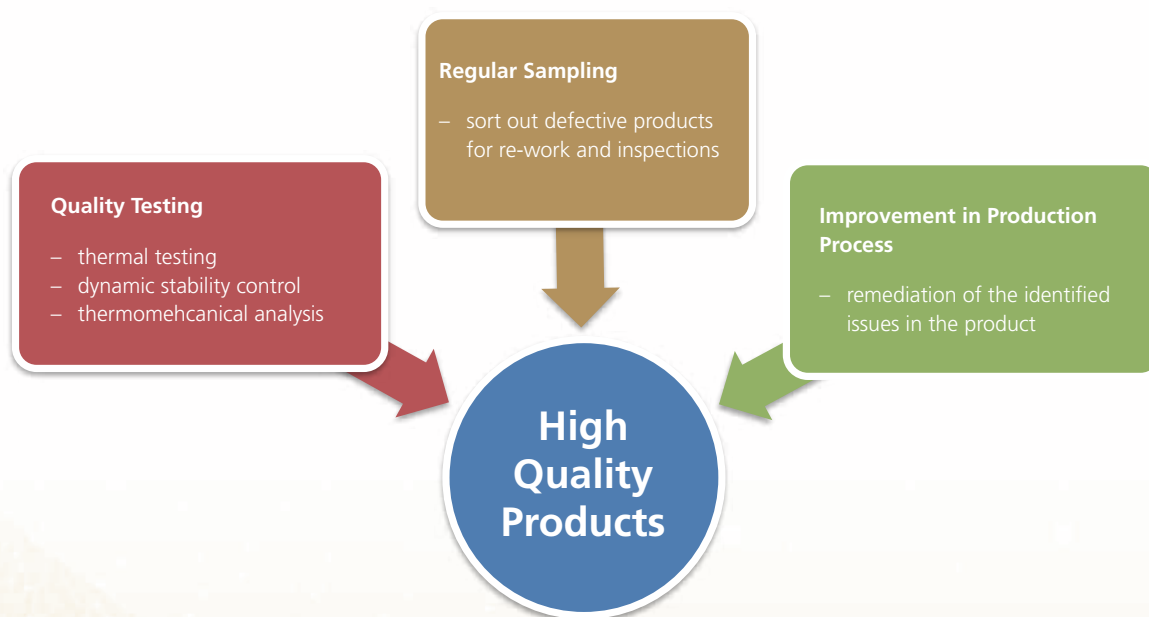 Regular Sampling
– sort out defective products
for re-work and inspections
Quality Testing
– thermal testing
– dynamic stability control
– thermomehcanical analysis
Improvement in Production
Process
– remediation of the identified
issues in the product
High
Quality
Products